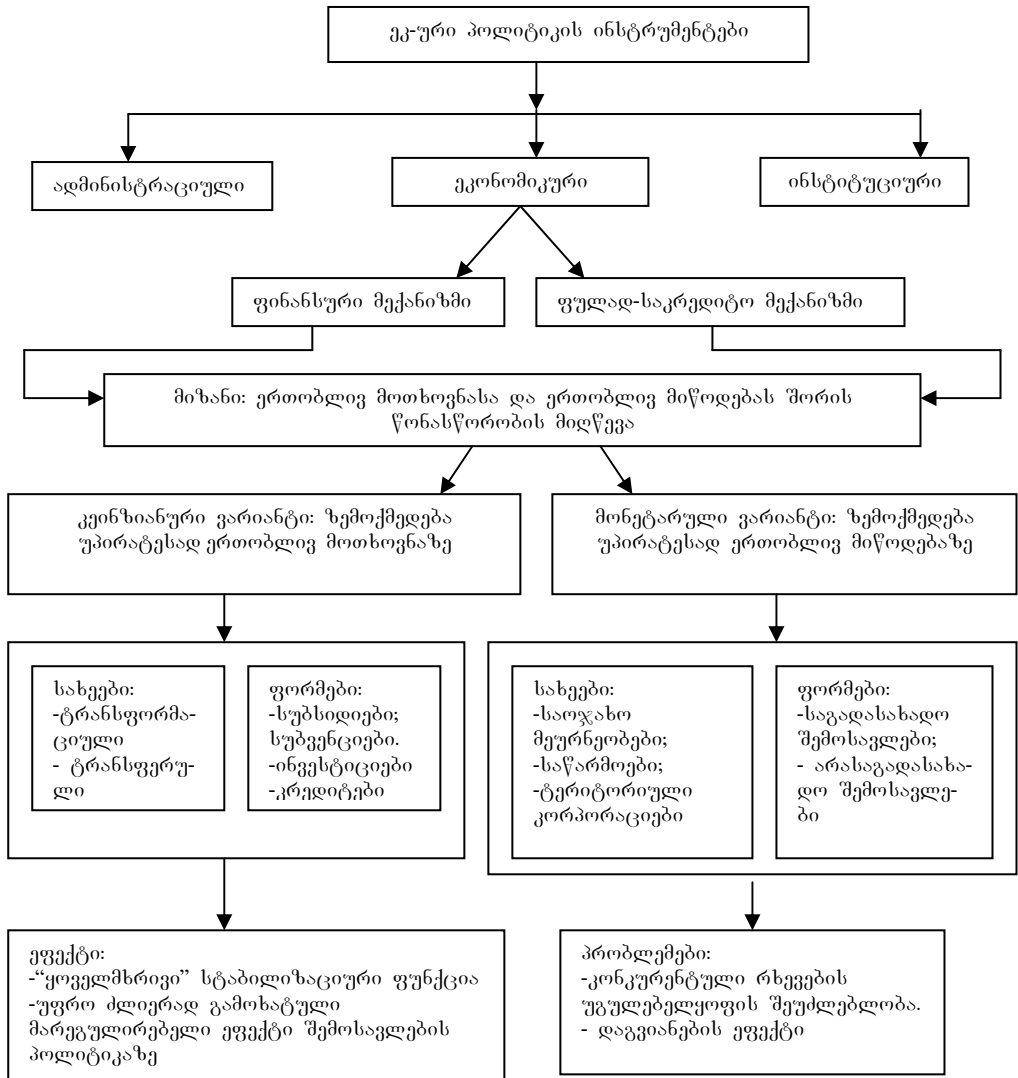 ეკ-ური პოლიტიკის ინსტრუმენტები
ადმინისტრაციული
ეკონომიკური
ინსტიტუციური
ფინანსური მექანიზმი
ფულად-საკრედიტო მექანიზმი
მიზანი: ერთობლივ მოთხოვნასა და ერთობლივ მიწოდებას შორის
წონასწორობის მიღწევა
კეინზიანური ვარიანტი: ზემოქმედება
უპირატესად ერთობლივ მოთხოვნაზე
მონეტარული ვარიანტი: ზემოქმედება
უპირატესად ერთობლივ მიწოდებაზე
სახეები:
-ტრანსფორმა-
ციული
- ტრანსფერუ-
ლი
ფორმები:
-სუბსიდიები;
სუბვენციები.
-ინვესტიციები
-კრედიტები
სახეები:
-საოჯახო
მეურნეობები;
-საწარმოები;
-ტერიტორიული
კორპორაციები
ფორმები:
-საგადასახადო
შემოსავლები;
- არასაგადასახა-
დო შემოსავლე-
ბი
ეფექტი:
-“ყოველმხრივი” სტაბილიზაციური ფუნქცია
-უფრო ძლიერად გამოხატული
მარეგულირებელი ეფექტი შემოსავლების
პოლიტიკაზე
პრობლემები:
-კონკურენტული რხევების
უგულებელყოფის შეუძლებლობა.
- დაგვიანების ეფექტი